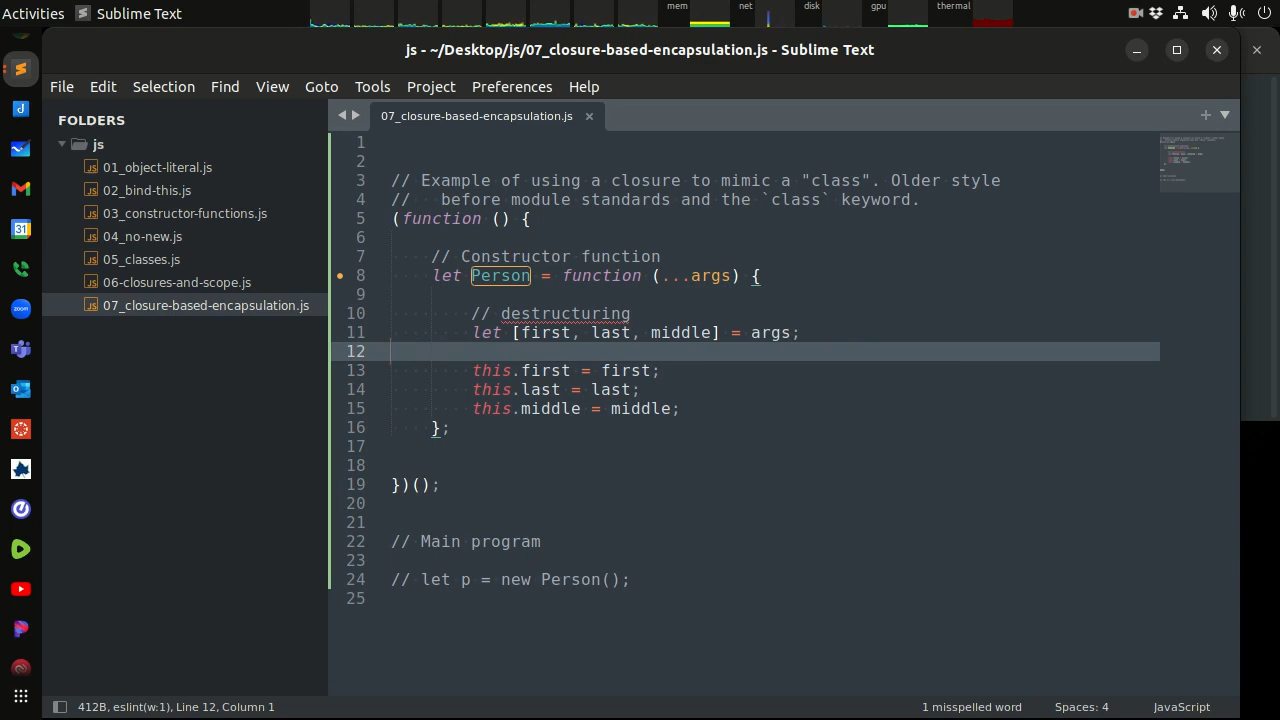 Activities Sublime Text mem net disk gpu thermal
js - ~/Desktop/js/07_closure-based-encapsulation.js - Sublime Text
File Edit Selection Find View Goto Tools Project Preferences Help
FOLDERS
js
01_object-literal.js
02_bind-this.js
03_constructor-functions.js
04_no-new.js
05_classes.js
06-closures-and-scope.js
07_closure-based-encapsulation.js
07_closure-based-encapsulation.js
1
2
3 // Example of using a closure to mimic a "class". Older style
4 //   before module standards and the `class` keyword.
5 (function () {
6
7     // Constructor function
8     let Person = function (...args) {
9
10         // destructuring
11         let [first, last, middle] = args;
12
13         this.first = first;
14         this.last = last;
15         this.middle = middle;
16     };
17
18
19 })();
20
21
22 // Main program
23
24 // let p = new Person();
25
412B, eslint(w:1), Line 12, Column 1 1 misspelled word Spaces: 4 JavaScript
31
zoom